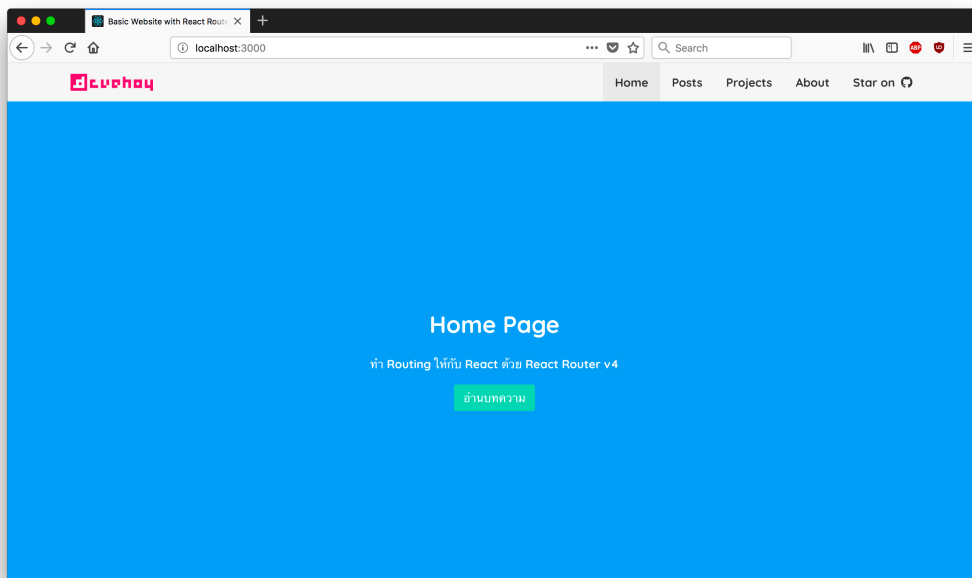 Basic Website with React Route
localhost:3000
Search
ABP
devahoy
Home
Posts
Projects
About
Star on
Home Page
ทำ Routing ให้กับ React ด้วย React Router v4
อ่านบทความ